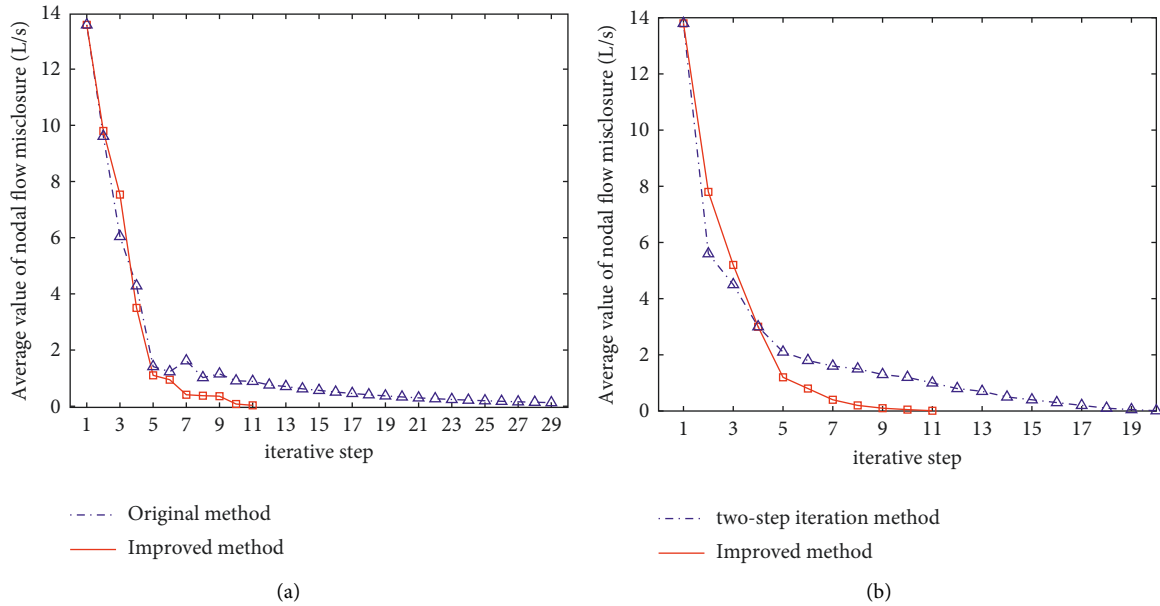 Average value of nodal flow misclosure (L/s)
14
12
10
8
6
4
2
0
1 3 5 7 9 11 13 15 17 19 21 23 25 27 29
iterative step
Original method
Improved method
(a)
Average value of nodal flow misclosure (L/s)
14
12
10
8
6
4
2
0
1 3 5 7 9 11 13 15 17 19
iterative step
two-step iteration method
Improved method
(b)